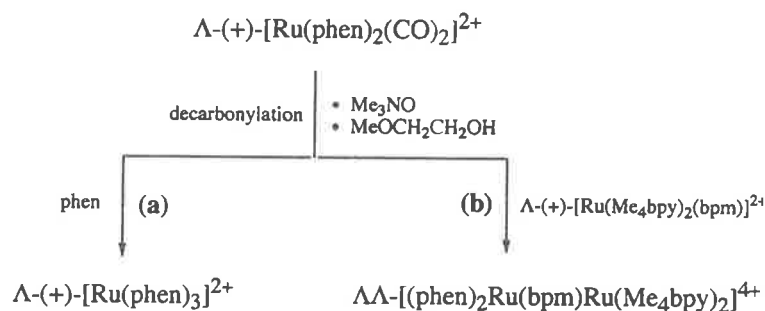 Λ-(+)-[Ru(phen)₂(CO)₂]²⁺
decarbonylation
• Me₃NO
• MeOCH₂CH₂OH
phen (a)
(b) Λ-(+)-[Ru(Me₄bpy)₂(bpm)]²⁺
Λ-(+)-[Ru(phen)₃]²⁺
ΛΛ-[(phen)₂Ru(bpm)Ru(Me₄bpy)₂]⁴⁺